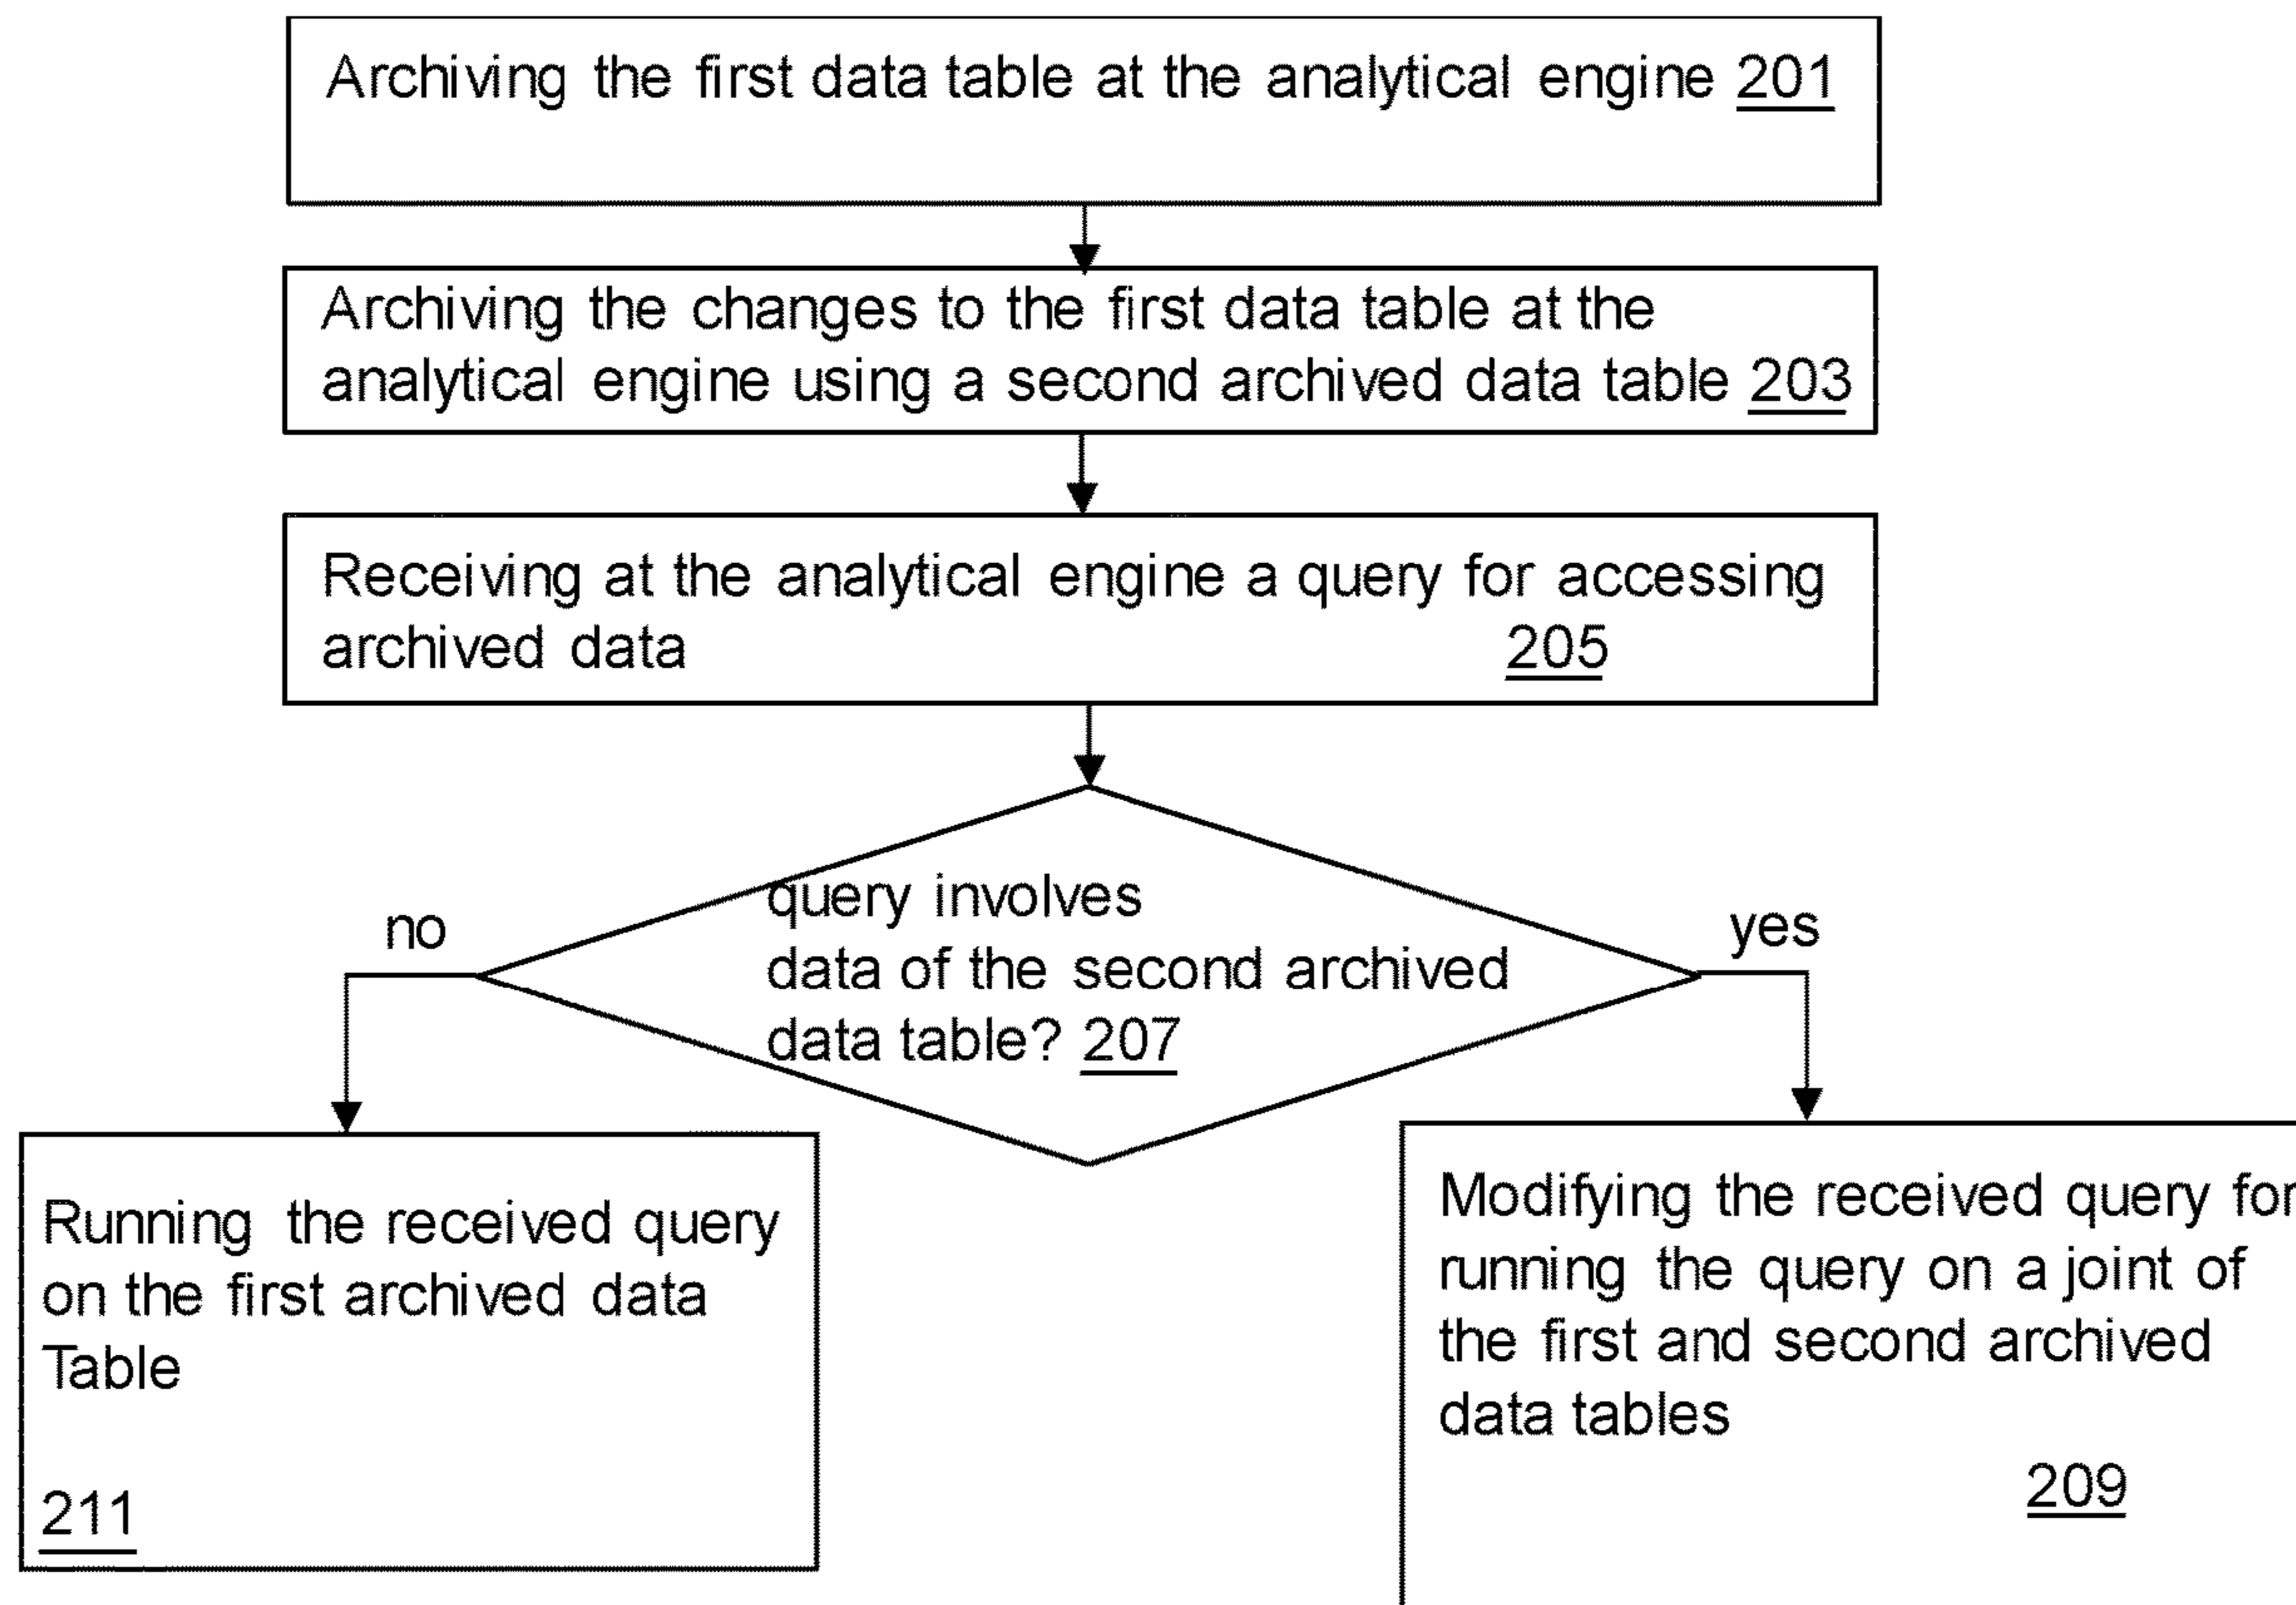 Archiving the first data table at the analytical engine 201
Archiving the changes to the first data table at the
analytical engine using a second archived data table 203
Receiving at the analytical engine a query for accessing
archived data 205
query involves
data of the second archived
data table? 207
no
yes
Running the received query
on the first archived data
Table
211
Modifying the received query for
running the query on a joint of
the first and second archived
data tables
209